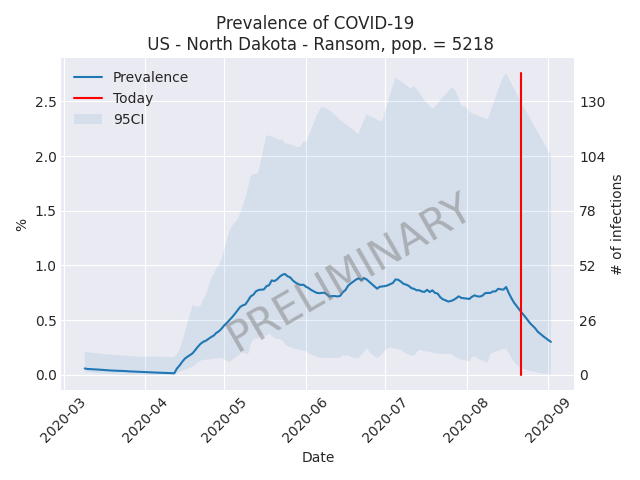 Prevalence of COVID-19
US - North Dakota - Ransom, pop. = 5218
Prevalence
Today
95CI
2.5
2.0
1.5
1.0
0.5
0.0
%
130
104
78
52
26
0
# of infections
PRELIMINARY
2020-03
2020-04
2020-05
2020-06
2020-07
2020-08
2020-09
Date